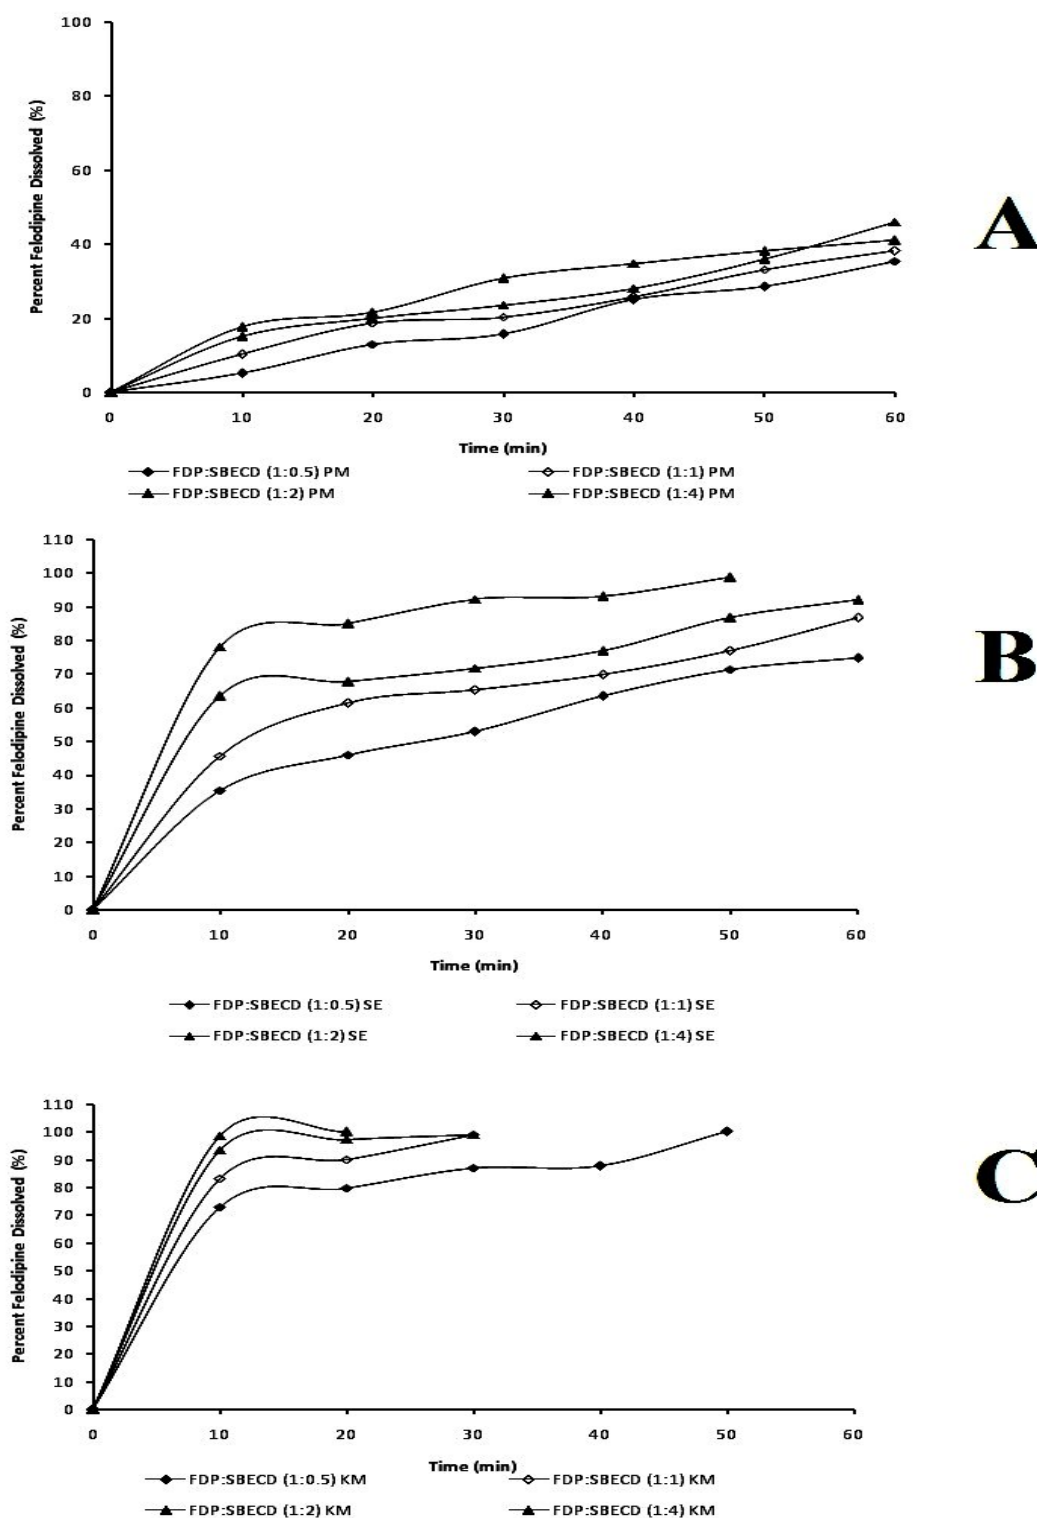 100
80
60
40
20
0
Percent Felodipine Dissolved (%)
0 10 20 30 40 50 60
Time (min)
FDP:SBECD (1:0.5) PM FDP:SBECD (1:1) PM
FDP:SBECD (1:2) PM FDP:SBECD (1:4) PM
A
110
100
90
80
70
60
50
40
30
20
10
0
Percent Felodipine Dissolved (%)
0 10 20 30 40 50 60
Time (min)
FDP:SBECD (1:0.5) SE FDP:SBECD (1:1) SE
FDP:SBECD (1:2) SE FDP:SBECD (1:4) SE
B
110
100
90
80
70
60
50
40
30
20
10
0
Percent Felodipine Dissolved (%)
0 10 20 30 40 50 60
Time (min)
FDP:SBECD (1:0.5) KM FDP:SBECD (1:1) KM
FDP:SBECD (1:2) KM FDP:SBECD (1:4) KM
C